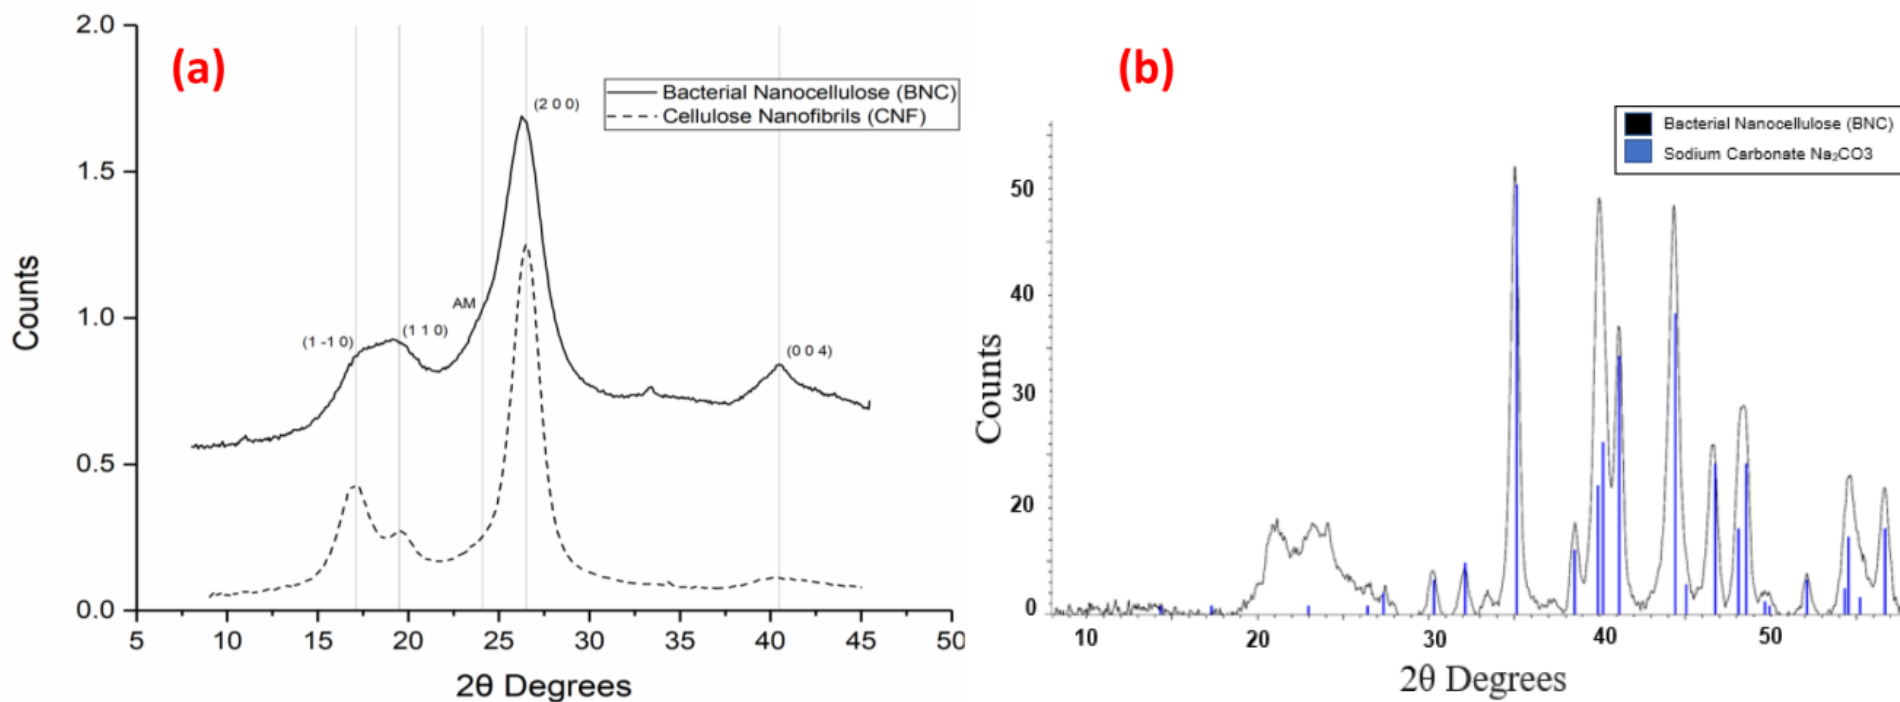 (a)
2.0
1.5
1.0
0.5
0.0
Counts
Bacterial Nanocellulose (BNC)
Cellulose Nanofibrils (CNF)
(2 0 0)
AM
(1 -1 0)
(1 1 0)
(0 0 4)
5 10 15 20 25 30 35 40 45 50
2θ Degrees
(b)
Bacterial Nanocellulose (BNC)
Sodium Carbonate Na₂CO3
50
40
30
20
0
Counts
10 20 30 40 50
2θ Degrees